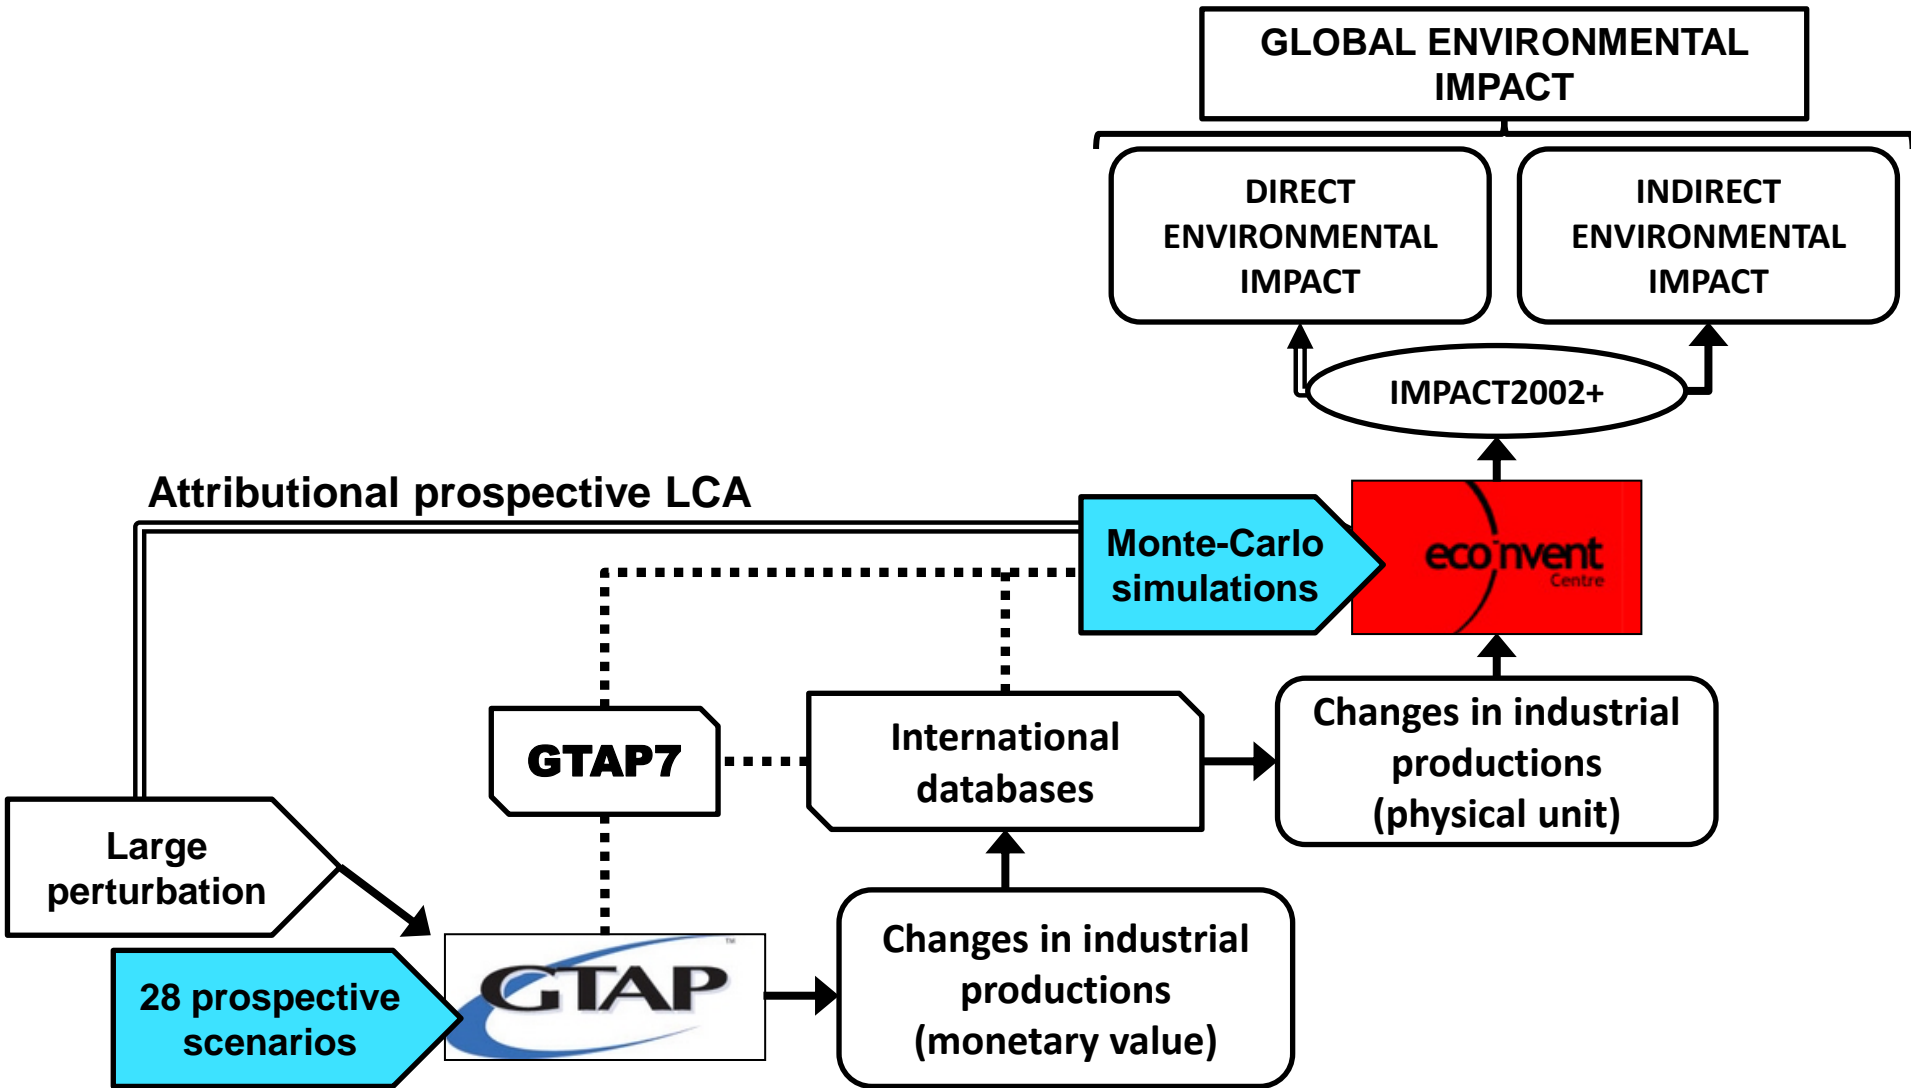 GLOBAL ENVIRONMENTAL
IMPACT
DIRECT
ENVIRONMENTAL
IMPACT
INDIRECT
ENVIRONMENTAL
IMPACT
IMPACT2002+
Attributional prospective LCA
Monte-Carlo
simulations
ecoinvent
Centre
GTAP7
International
databases
Changes in industrial
productions
(physical unit)
Large
perturbation
28 prospective
scenarios
GTAP
TM
Changes in industrial
productions
(monetary value)